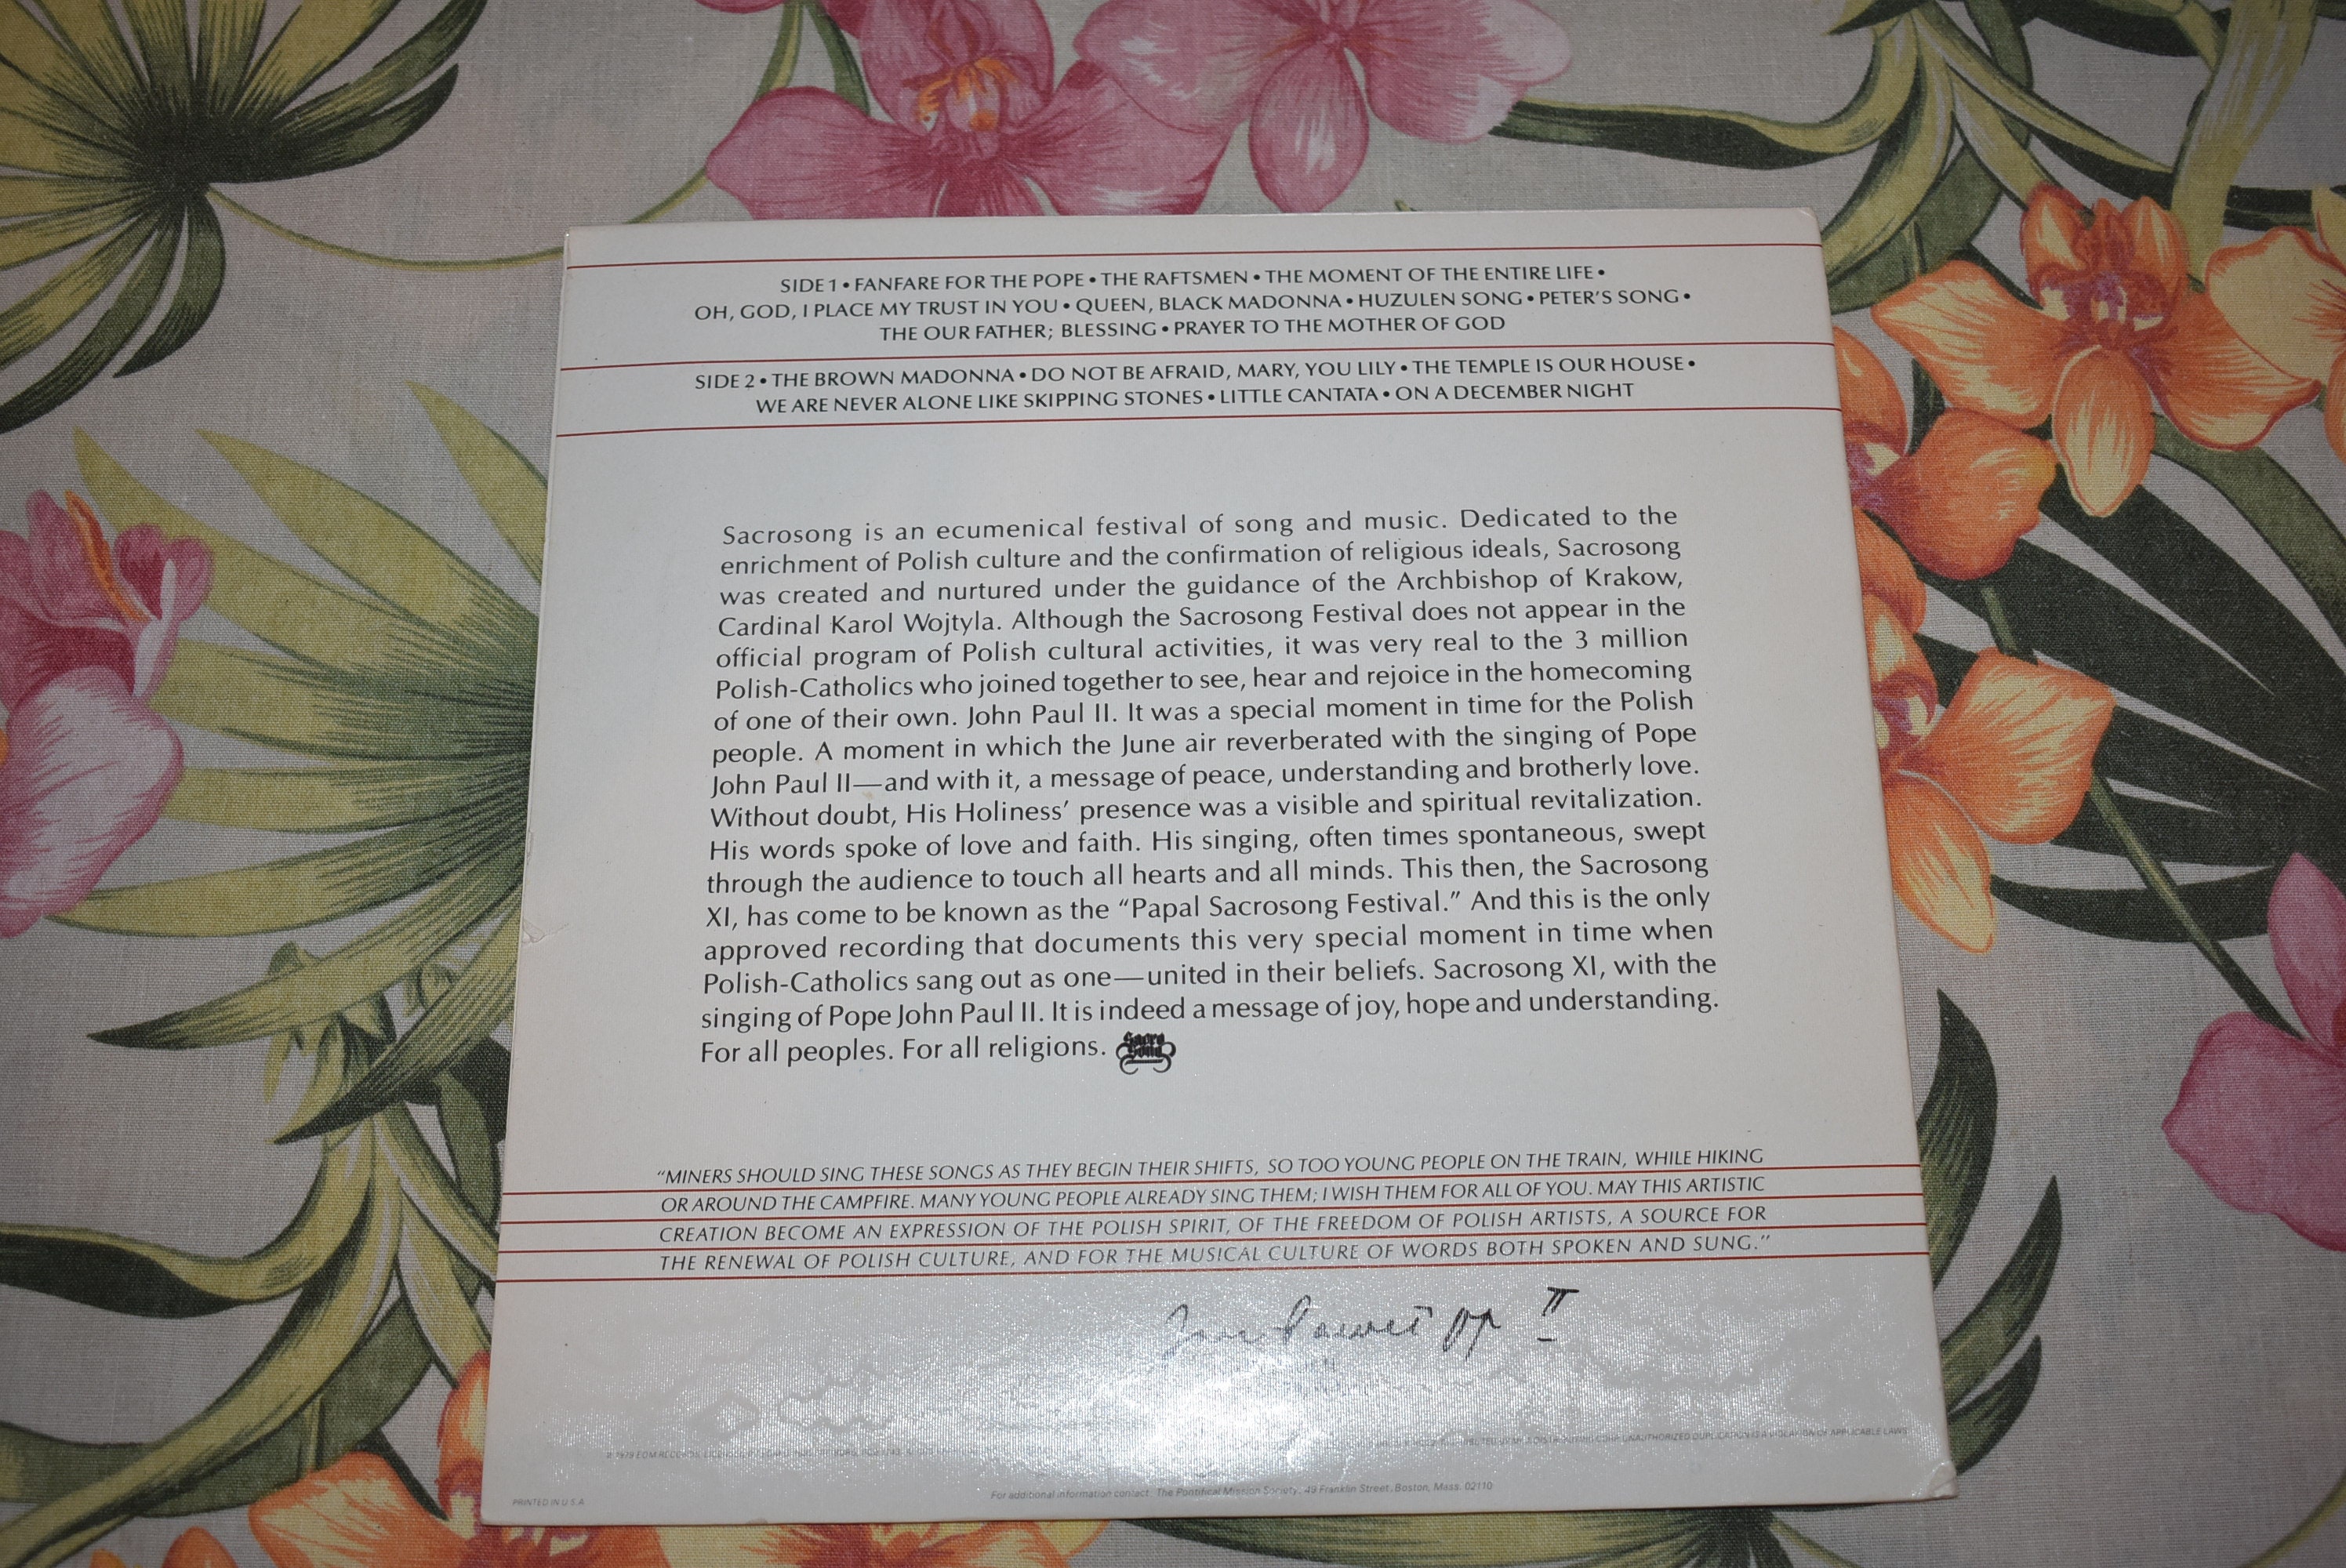 SIDE 1 • FANFARE FOR THE POPE • THE RAFTSMEN • THE MOMENT OF THE ENTIRE LIFE •
OH, GOD, I PLACE MY TRUST IN YOU • QUEEN, BLACK MADONNA • HUZULEN SONG • PETER'S SONG •
THE OUR FATHER; BLESSING • PRAYER TO THE MOTHER OF GOD
SIDE 2 • THE BROWN MADONNA • DO NOT BE AFRAID, MARY, YOU LILY • THE TEMPLE IS OUR HOUSE •
WE ARE NEVER ALONE LIKE SKIPPING STONES • LITTLE CANTATA • ON A DECEMBER NIGHT
Sacrosong is an ecumenical festival of song and music. Dedicated to the
enrichment of Polish culture and the confirmation of religious ideals, Sacrosong
was created and nurtured under the guidance of the Archbishop of Krakow,
Cardinal Karol Wojtyla. Although the Sacrosong Festival does not appear in the
official program of Polish cultural activities, it was very real to the 3 million
Polish-Catholics who joined together to see, hear and rejoice in the homecoming
of one of their own. John Paul II. It was a special moment in time for the Polish
people. A moment in which the June air reverberated with the singing of Pope
John Paul II—and with it, a message of peace, understanding and brotherly love.
Without doubt, His Holiness' presence was a visible and spiritual revitalization.
His words spoke of love and faith. His singing, often times spontaneous, swept
through the audience to touch all hearts and all minds. This then, the Sacrosong
XI, has come to be known as the "Papal Sacrosong Festival." And this is the only
approved recording that documents this very special moment in time when
Polish-Catholics sang out as one—united in their beliefs. Sacrosong XI, with the
singing of Pope John Paul II. It is indeed a message of joy, hope and understanding.
For all peoples. For all religions. Sacro
Song
"MINERS SHOULD SING THESE SONGS AS THEY BEGIN THEIR SHIFTS, SO TOO YOUNG PEOPLE ON THE TRAIN, WHILE HIKING
OR AROUND THE CAMPFIRE. MANY YOUNG PEOPLE ALREADY SING THEM; I WISH THEM FOR ALL OF YOU. MAY THIS ARTISTIC
CREATION BECOME AN EXPRESSION OF THE POLISH SPIRIT, OF THE FREEDOM OF POLISH ARTISTS, A SOURCE FOR
THE RENEWAL OF POLISH CULTURE, AND FOR THE MUSICAL CULTURE OF WORDS BOTH SPOKEN AND SUNG."
pp II
℗ 1979 UNAUTHORIZED DUPLICATION IS A VIOLATION OF APPLICABLE LAWS
For additional information contact: The Pontifical Mission Society, 49 Franklin Street, Boston, Mass. 02110
PRINTED IN U.S.A.